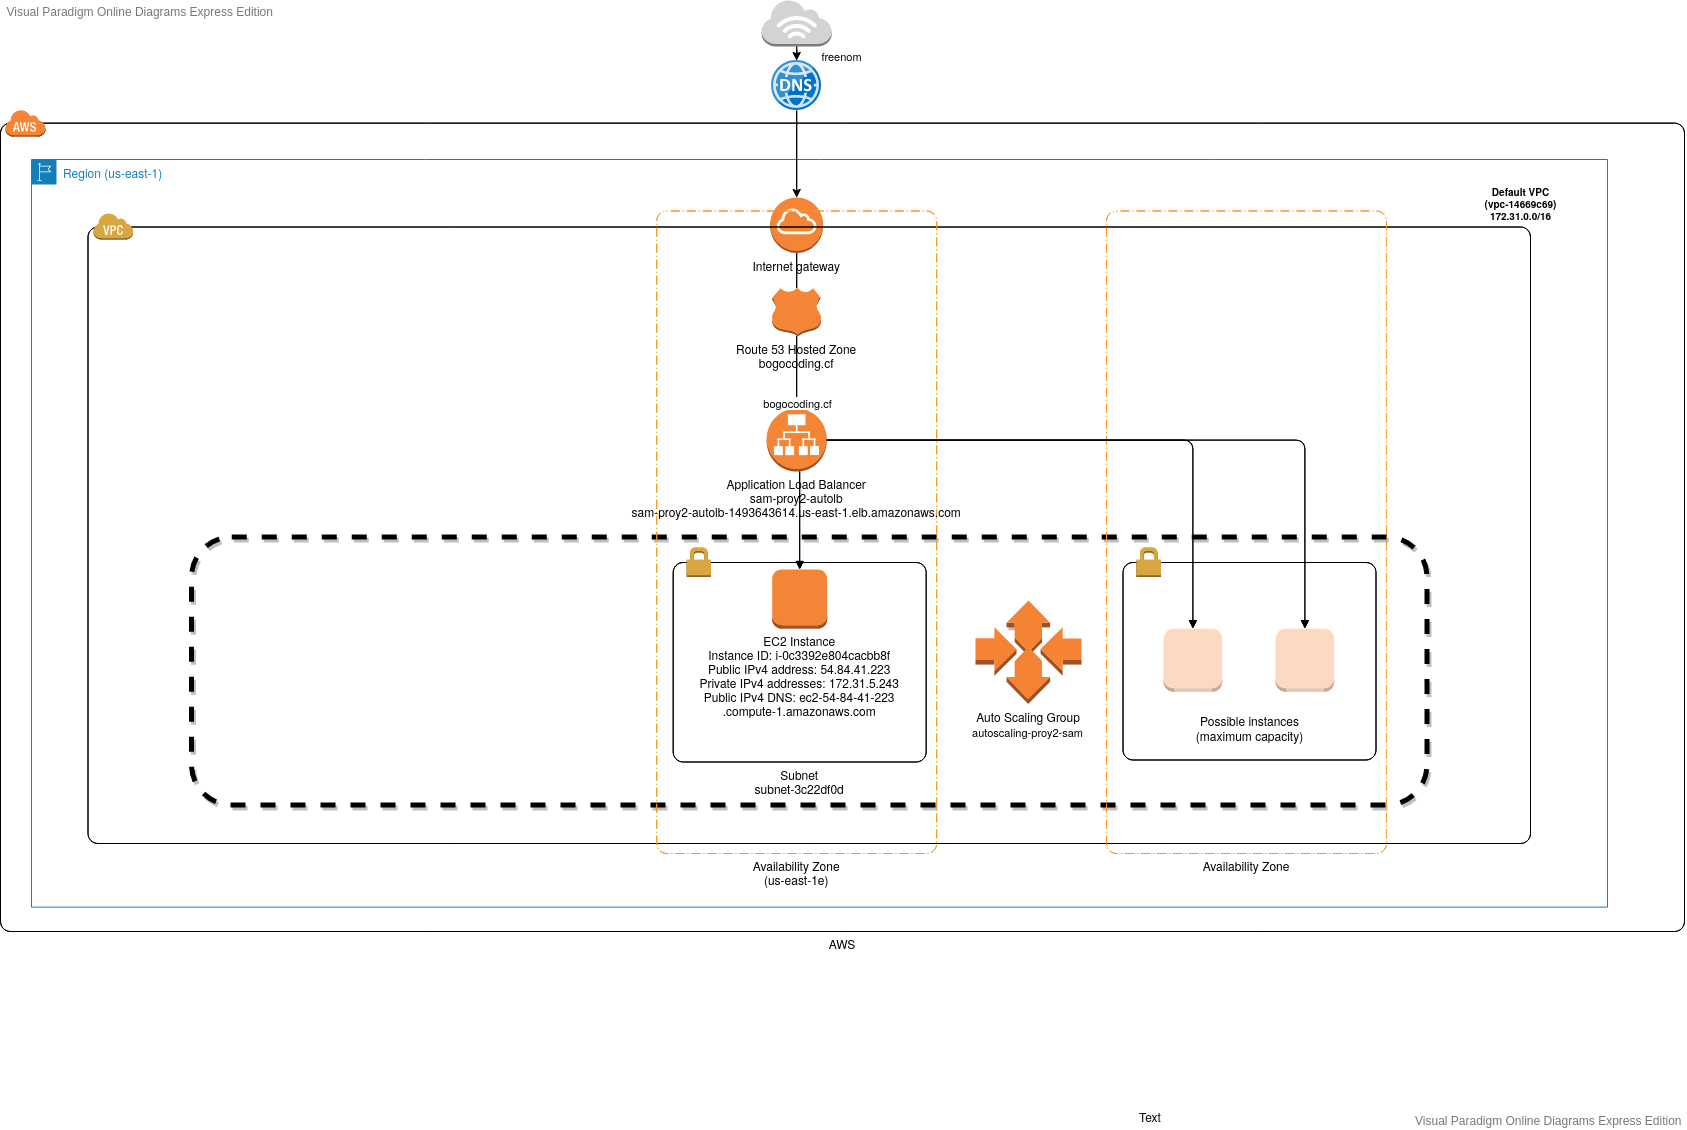 Visual Paradigm Online Diagrams Express Edition
freenom
DNS
AWS
Region (us-east-1)
Default VPC
(vpc-14669c69)
172.31.0.0/16
VPC
Internet gateway
Route 53 Hosted Zone
bogocoding.cf
bogocoding.cf
Application Load Balancer
sam-proy2-autolb
sam-proy2-autolb-1493643614.us-east-1.elb.amazonaws.com
EC2 Instance
Instance ID: i-0c3392e804cacbb8f
Public IPv4 address: 54.84.41.223
Private IPv4 addresses: 172.31.5.243
Public IPv4 DNS: ec2-54-84-41-223
.compute-1.amazonaws.com
Auto Scaling Group
autoscaling-proy2-sam
Possible instances
(maximum capacity)
Subnet
subnet-3c22df0d
Availability Zone
(us-east-1e)
Availability Zone
AWS
Text
Visual Paradigm Online Diagrams Express Edition